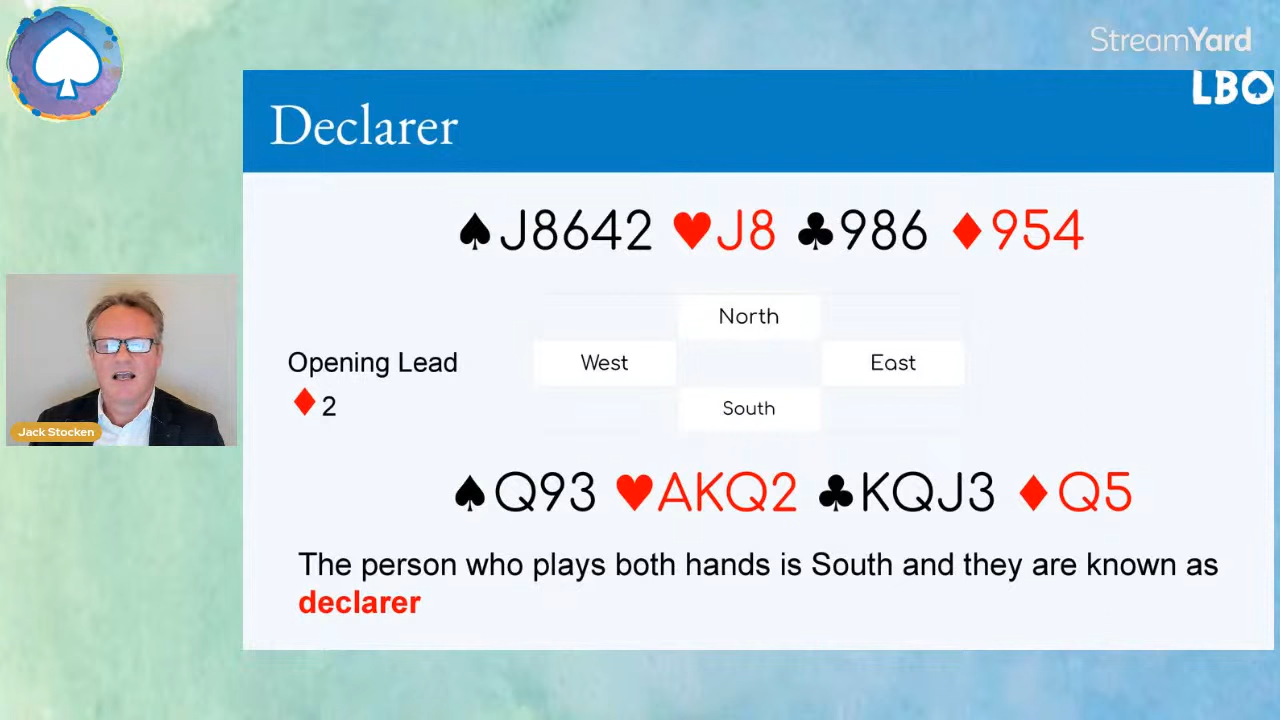 StreamYard
LBO
Declarer
♠J8642 ♥J8 ♣986 ♦954
North
Opening Lead
West
East
♦2
South
Jack Stocken
♠Q93 ♥AKQ2 ♣KQJ3 ♦Q5
The person who plays both hands is South and they are known as
declarer